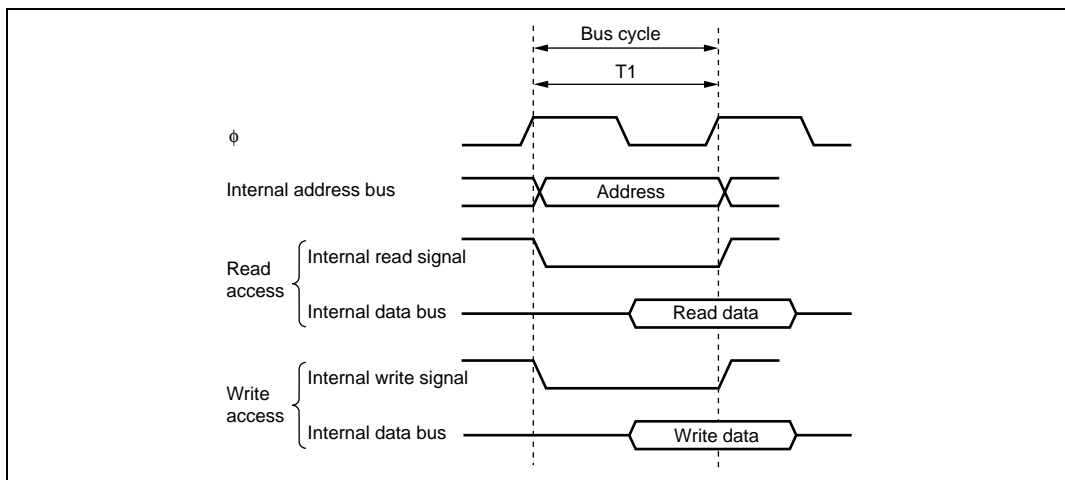 Bus cycle
T1
ϕ
Internal address bus
Address
Read
access
Internal read signal
Internal data bus
Read data
Write
access
Internal write signal
Internal data bus
Write data